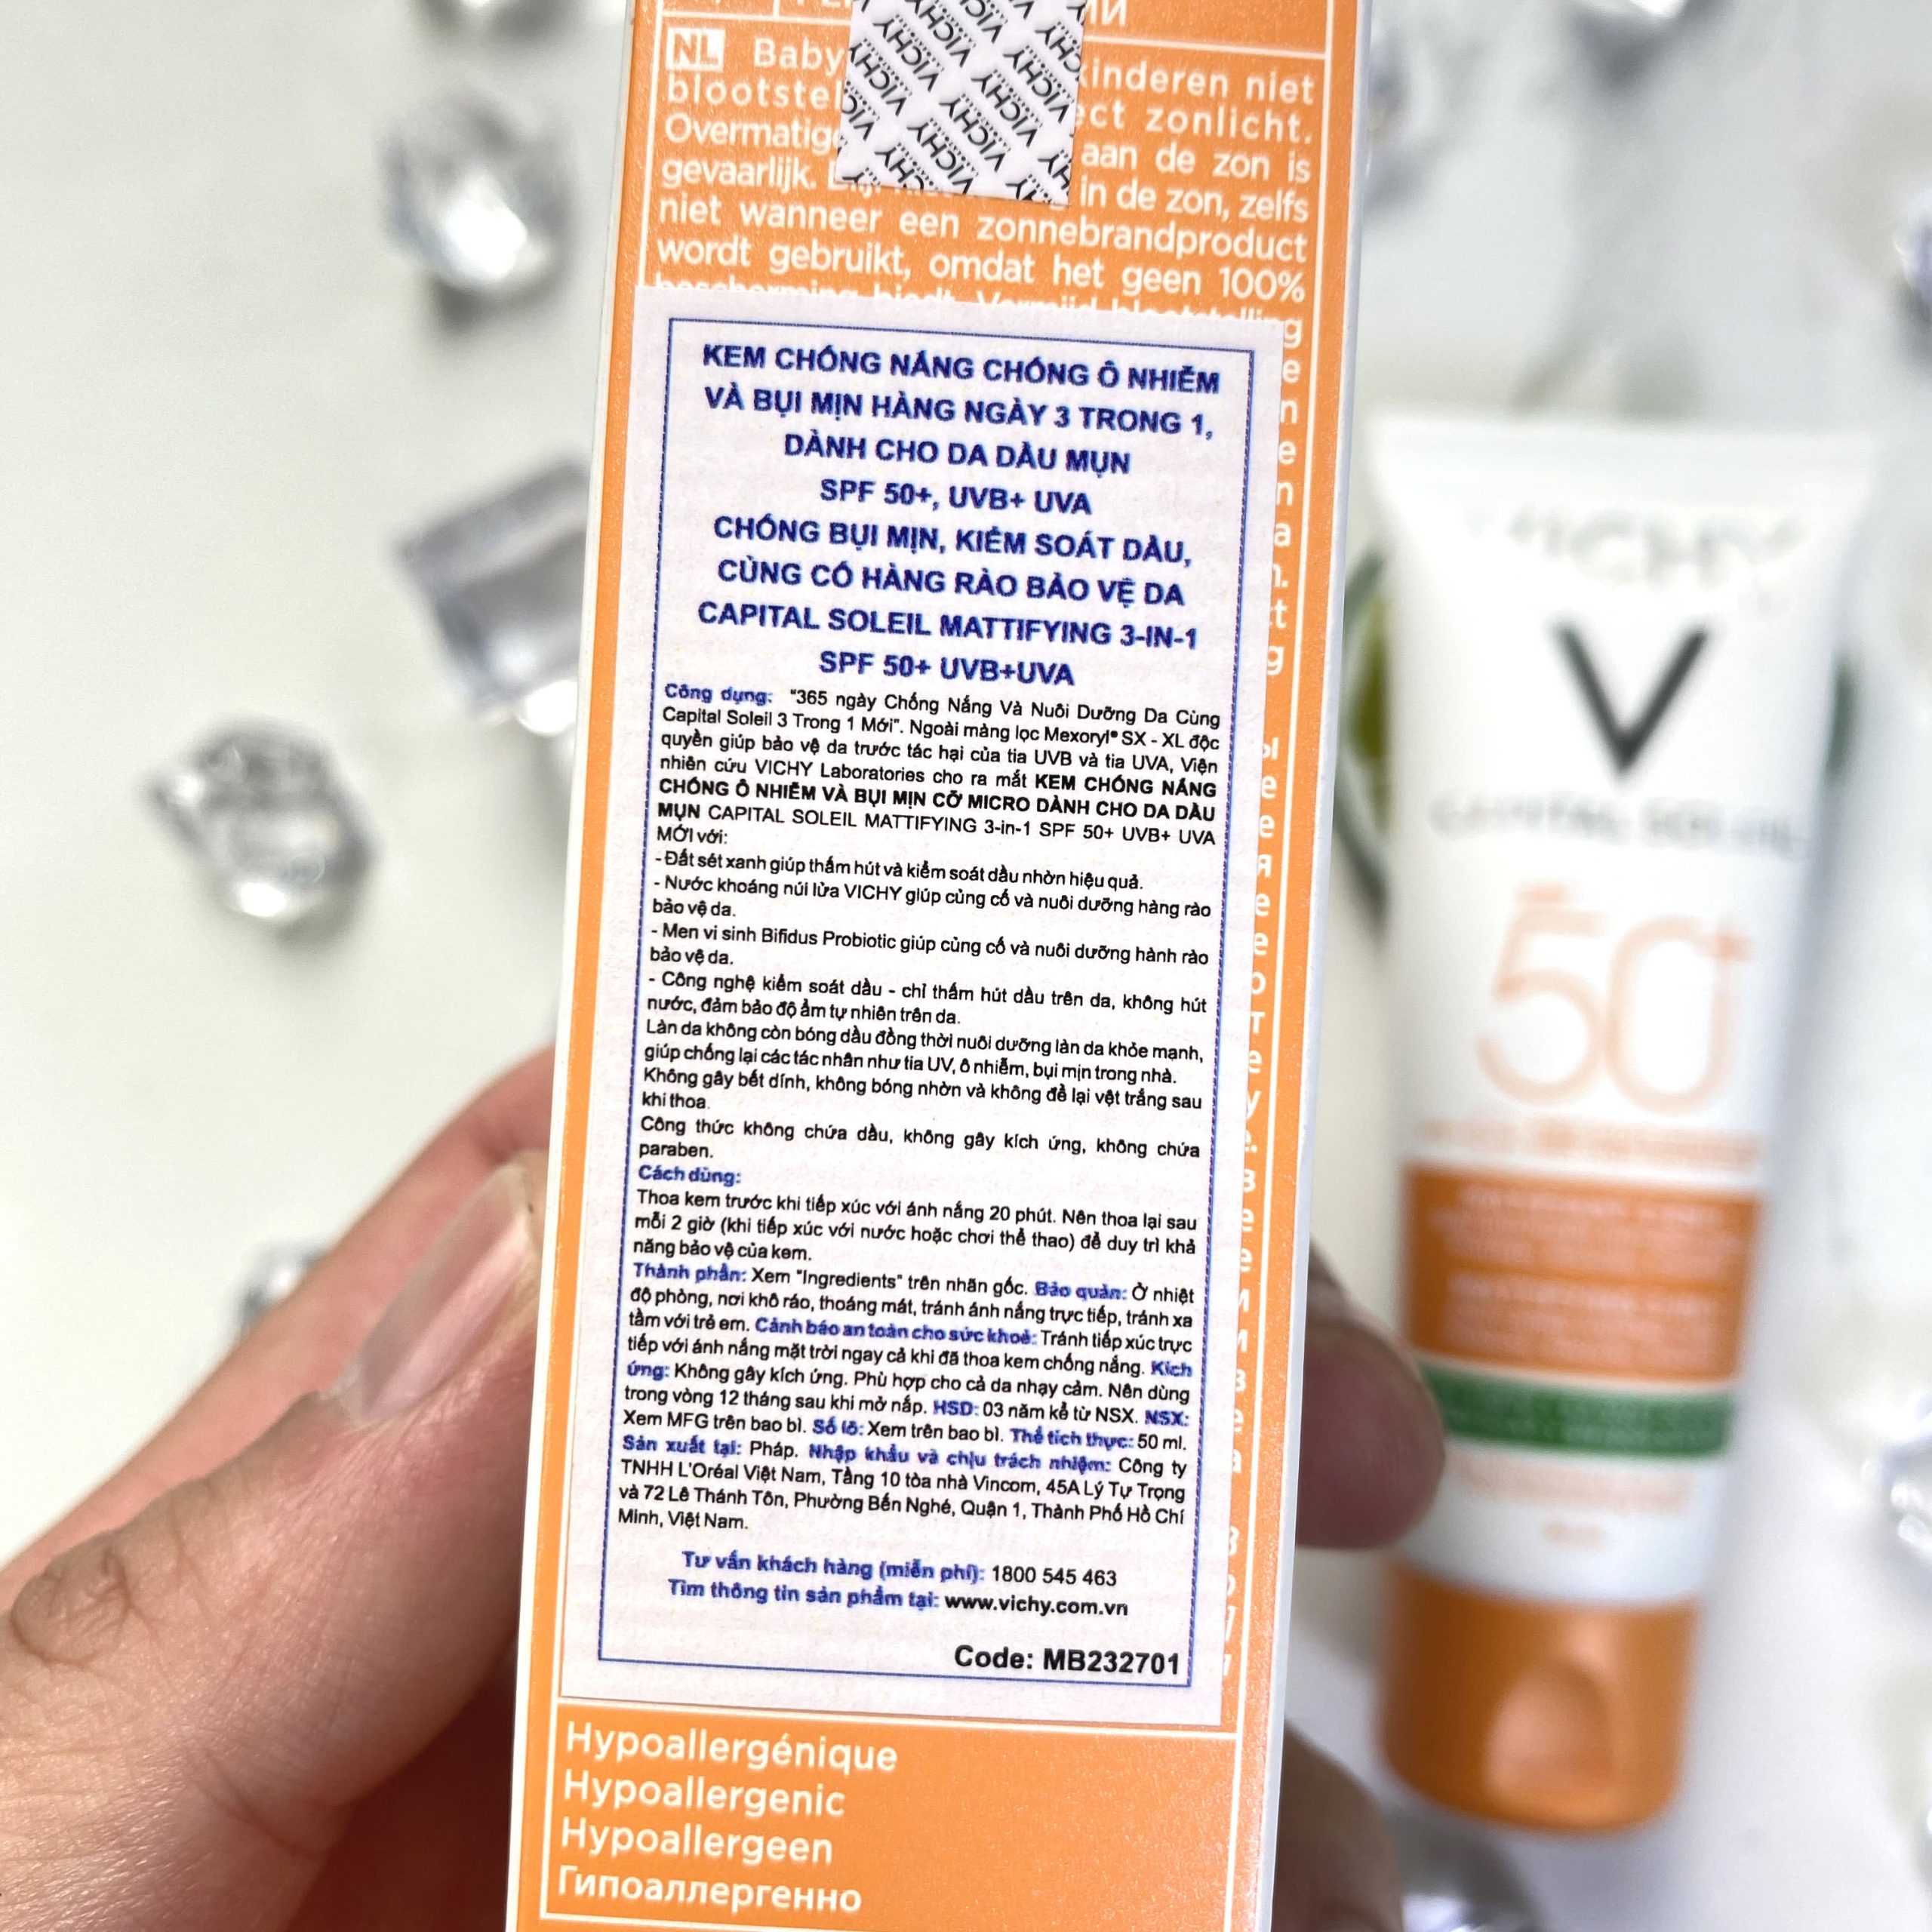 NL Baby kinderen niet
blootstel ect zonlicht.
Overmatige aan de zon is
gevaarlijk. in de zon, zelfs
niet wanneer een zonnebrandproduct
wordt gebruikt, omdat het geen 100%
bescherming biedt. Vermijd blootstelling
VICHY
KEM CHỐNG NẮNG CHỐNG Ô NHIỄM
VÀ BỤI MỊN HÀNG NGÀY 3 TRONG 1,
DÀNH CHO DA DẦU MỤN
SPF 50+, UVB+ UVA
CHỐNG BỤI MỊN, KIỂM SOÁT DẦU,
CỦNG CỐ HÀNG RÀO BẢO VỆ DA
CAPITAL SOLEIL MATTIFYING 3-IN-1
SPF 50+ UVB+UVA
Công dụng: "365 ngày Chống Nắng Và Nuôi Dưỡng Da Cùng
Capital Soleil 3 Trong 1 Mới". Ngoài màng lọc Mexoryl® SX - XL độc
quyền giúp bảo vệ da trước tác hại của tia UVB và tia UVA, Viện
nhiên cứu VICHY Laboratories cho ra mắt KEM CHỐNG NẮNG
CHỐNG Ô NHIỄM VÀ BỤI MỊN CỠ MICRO DÀNH CHO DA DẦU
MỤN CAPITAL SOLEIL MATTIFYING 3-in-1 SPF 50+ UVB+ UVA
MỚI với:
- Đất sét xanh giúp thấm hút và kiểm soát dầu nhờn hiệu quả.
- Nước khoáng núi lửa VICHY giúp củng cố và nuôi dưỡng hàng rào
bảo vệ da.
- Men vi sinh Bifidus Probiotic giúp củng cố và nuôi dưỡng hành rào
bảo vệ da.
- Công nghệ kiểm soát dầu - chỉ thấm hút dầu trên da, không hút
nước, đảm bảo độ ẩm tự nhiên trên da.
Làn da không còn bóng dầu đồng thời nuôi dưỡng làn da khỏe mạnh,
giúp chống lại các tác nhân như tia UV, ô nhiễm, bụi mịn trong nhà.
Không gây bết dính, không bóng nhờn và không để lại vệt trắng sau
khi thoa.
Công thức không chứa dầu, không gây kích ứng, không chứa
paraben.
Cách dùng:
Thoa kem trước khi tiếp xúc với ánh nắng 20 phút. Nên thoa lại sau
mỗi 2 giờ (khi tiếp xúc với nước hoặc chơi thể thao) để duy trì khả
năng bảo vệ của kem.
Thành phần: Xem "Ingredients" trên nhãn gốc. Bảo quản: Ở nhiệt
độ phòng, nơi khô ráo, thoáng mát, tránh ánh nắng trực tiếp, tránh xa
tầm với trẻ em. Cảnh báo an toàn cho sức khoẻ: Tránh tiếp xúc trực
tiếp với ánh nắng mặt trời ngay cả khi đã thoa kem chống nắng. Kích
ứng: Không gây kích ứng. Phù hợp cho cả da nhạy cảm. Nên dùng
trong vòng 12 tháng sau khi mở nắp. HSD: 03 năm kể từ NSX. NSX:
Xem MFG trên bao bì. Số lô: Xem trên bao bì. Thể tích thực: 50 ml.
Sản xuất tại: Pháp. Nhập khẩu và chịu trách nhiệm: Công ty
TNHH L'Oréal Việt Nam, Tầng 10 tòa nhà Vincom, 45A Lý Tự Trọng
và 72 Lê Thánh Tôn, Phường Bến Nghé, Quận 1, Thành Phố Hồ Chí
Minh, Việt Nam.
Tư vấn khách hàng (miễn phí): 1800 545 463
Tìm thông tin sản phẩm tại: www.vichy.com.vn
Code: MB232701
Hypoallergénique
Hypoallergenic
Hypoallergeen
Гипоаллергенно
VICHY
V
CAPITAL SOLEIL
50+